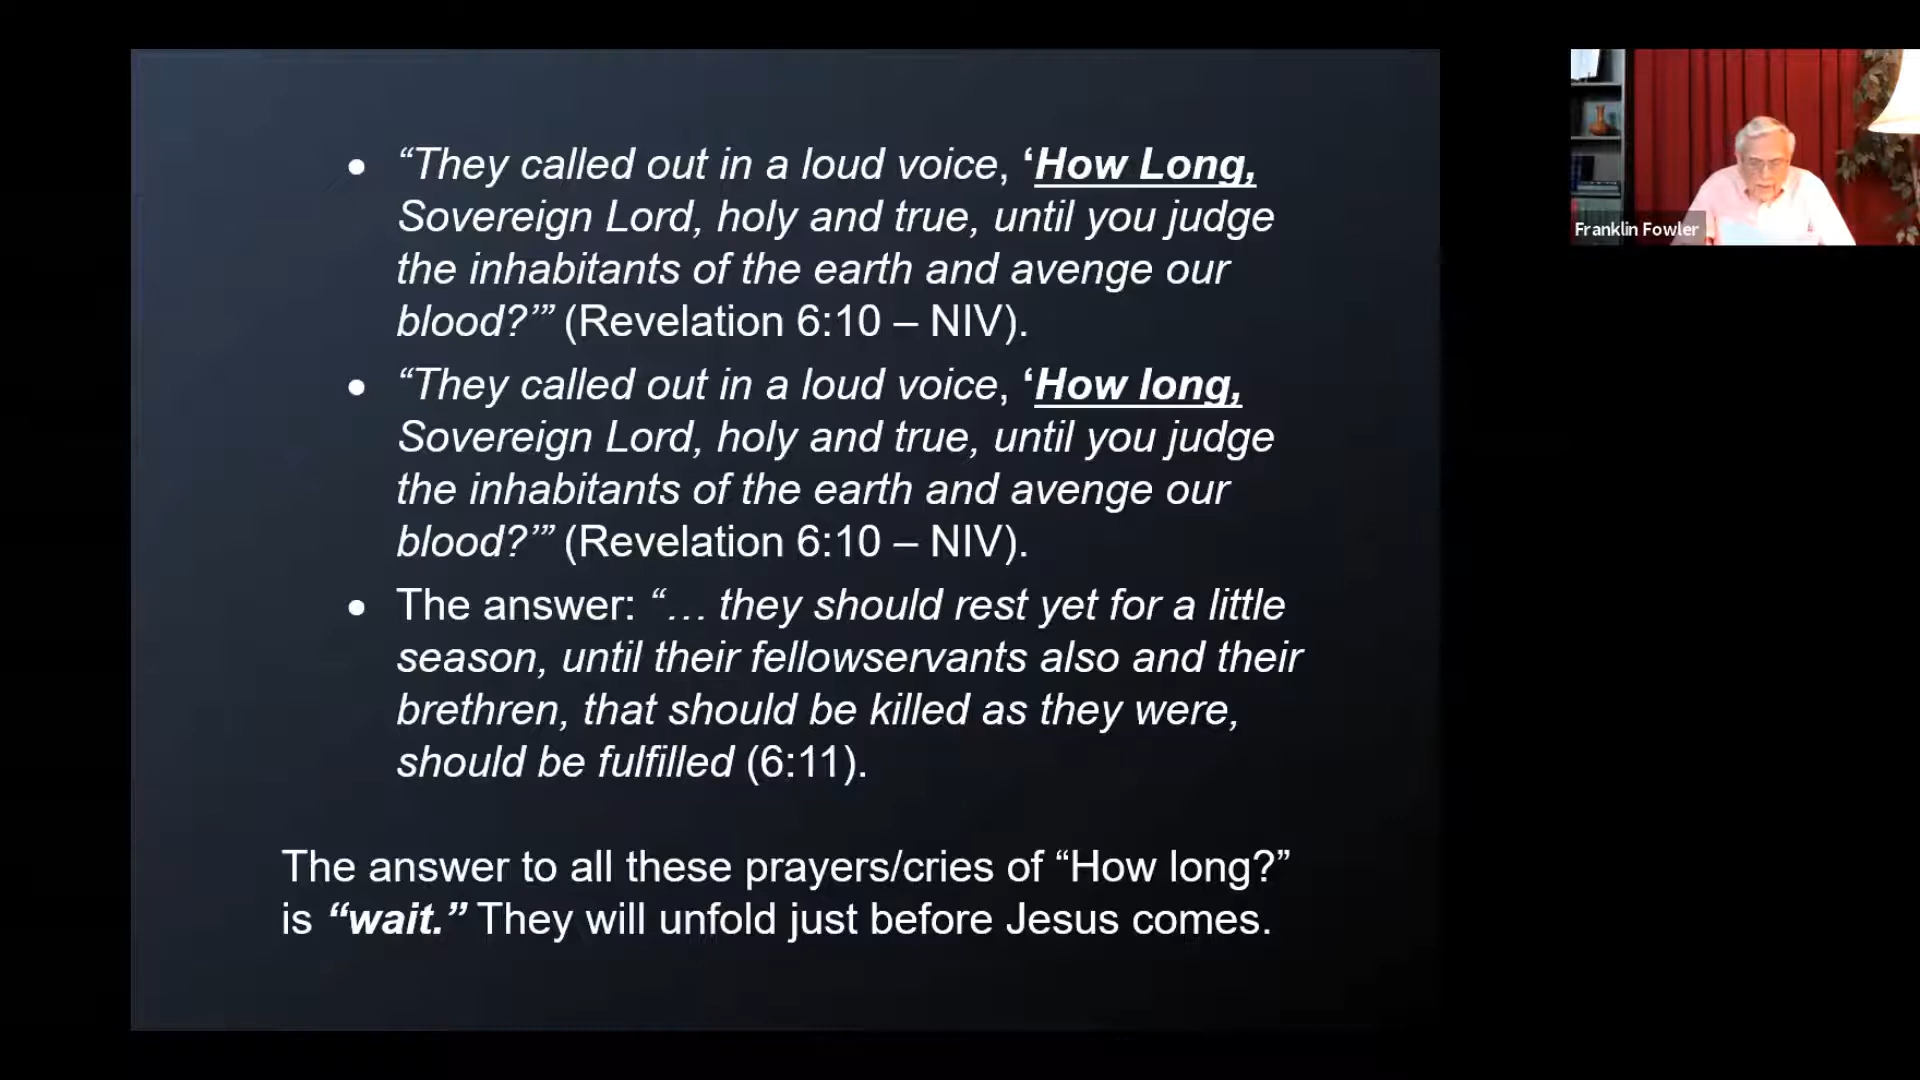 • “They called out in a loud voice, ‘How Long,
Sovereign Lord, holy and true, until you judge
the inhabitants of the earth and avenge our
blood?’” (Revelation 6:10 – NIV).
• “They called out in a loud voice, ‘How long,
Sovereign Lord, holy and true, until you judge
the inhabitants of the earth and avenge our
blood?’” (Revelation 6:10 – NIV).
• The answer: “… they should rest yet for a little
season, until their fellowservants also and their
brethren, that should be killed as they were,
should be fulfilled (6:11).
The answer to all these prayers/cries of “How long?”
is “wait.” They will unfold just before Jesus comes.
Franklin Fowler